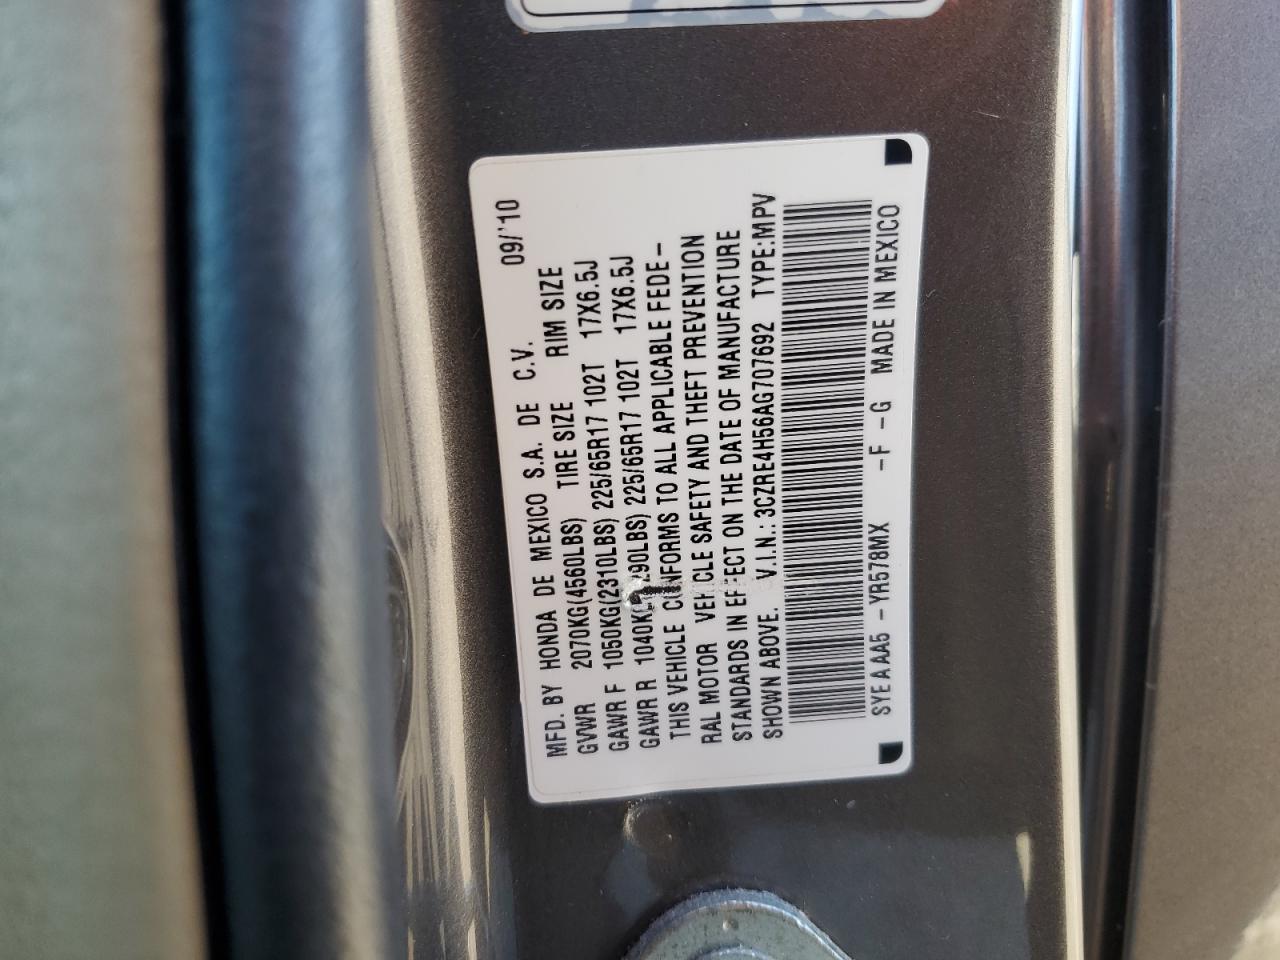 MFD. BY HONDA DE MEXICO S.A. DE C.V. 09/'10
GVWR 2070KG(4560LBS) TIRE SIZE RIM SIZE
GAWR F 1050KG(2310LBS) 225/65R17 102T 17X6.5J
GAWR R 1040KG 290LBS) 225/65R17 102T 17X6.5J
THIS VEHICLE CONFORMS TO ALL APPLICABLE FEDE-
RAL MOTOR VEHICLE SAFETY AND THEFT PREVENTION
STANDARDS IN EFFECT ON THE DATE OF MANUFACTURE
SHOWN ABOVE. V.I.N.: 3CZRE4H56AG707692 TYPE:MPV
SYEAAA5 - YR578MX -F -G MADE IN MEXICO